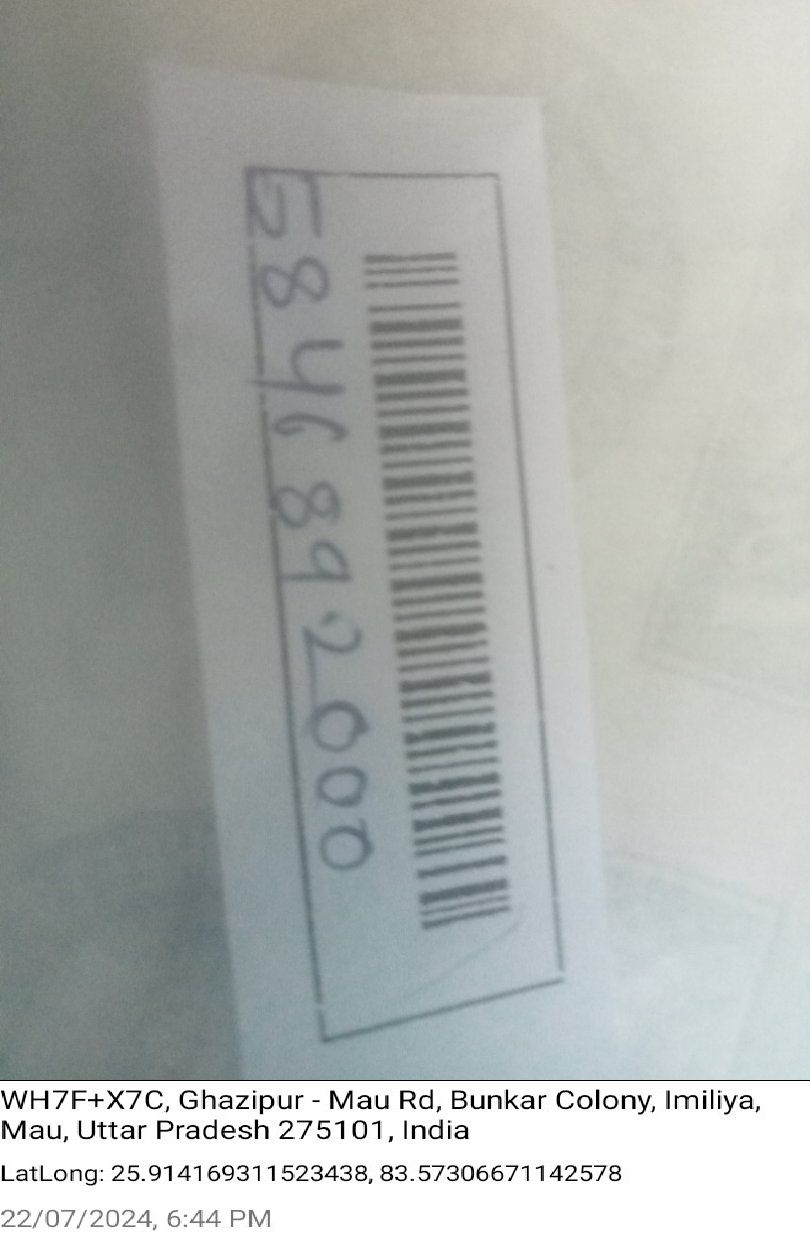 5846892000
WH7F+X7C, Ghazipur - Mau Rd, Bunkar Colony, Imiliya,
Mau, Uttar Pradesh 275101, India
LatLong: 25.914169311523438, 83.57306671142578
22/07/2024, 6:44 PM